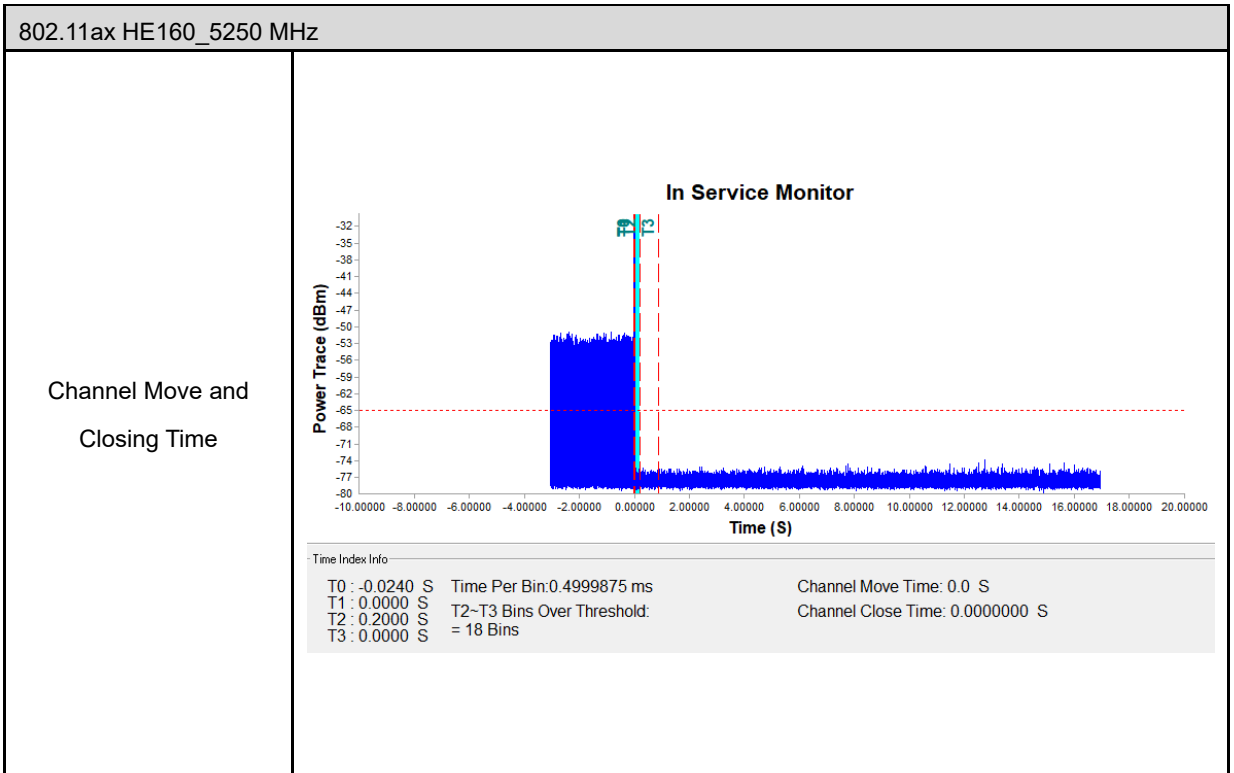 802.11ax HE160_5250 MHz
Channel Move and
Closing Time
In Service Monitor
T2
T3
Power Trace (dBm)
-32
-35
-38
-41
-44
-47
-50
-53
-56
-59
-62
-65
-68
-71
-74
-77
-80
-10.00000 -8.00000 -6.00000 -4.00000 -2.00000 0.00000 2.00000 4.00000 6.00000 8.00000 10.00000 12.00000 14.00000 16.00000 18.00000 20.00000
Time (S)
Time Index Info
T0 : -0.0240 S
T1 : 0.0000 S
T2 : 0.2000 S
T3 : 0.0000 S
Time Per Bin:0.4999875 ms
T2~T3 Bins Over Threshold:
= 18 Bins
Channel Move Time: 0.0 S
Channel Close Time: 0.0000000 S